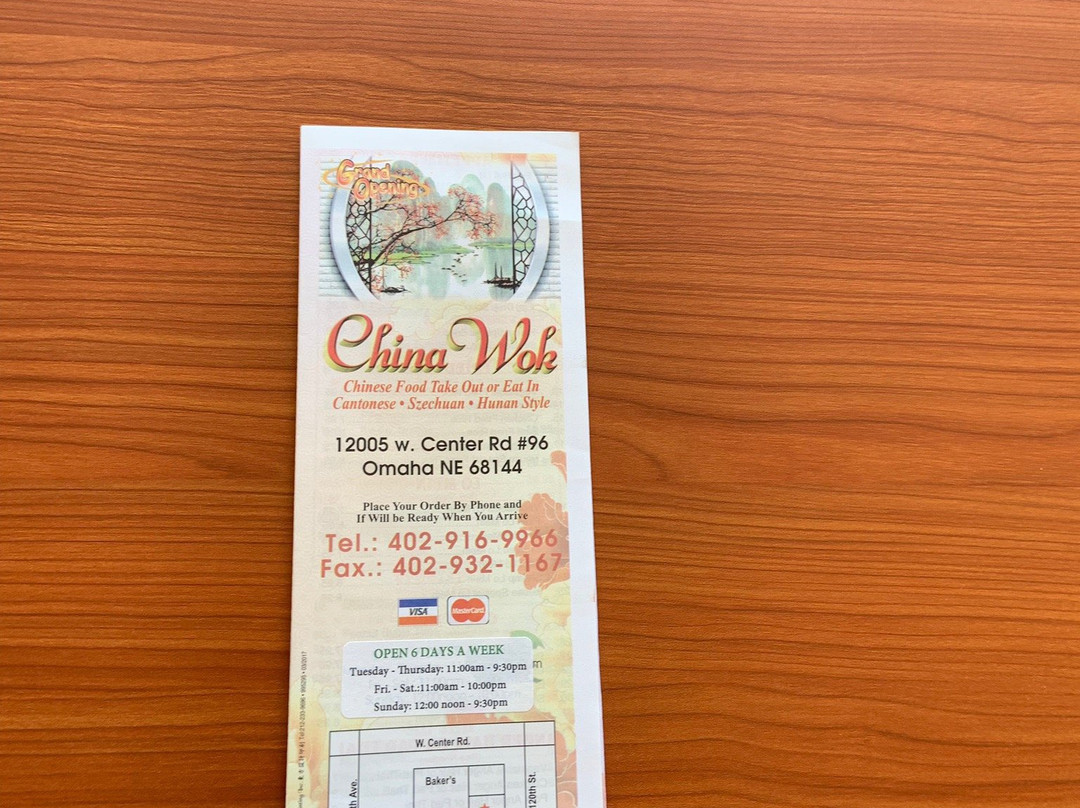 Grand
Opening
China Wok
Chinese Food Take Out or Eat In
Cantonese • Szechuan • Hunan Style
12005 w. Center Rd #96
Omaha NE 68144
Place Your Order By Phone and
If Will be Ready When You Arrive
Tel.: 402-916-9966
Fax.: 402-932-1167
VISA
MasterCard
OPEN 6 DAYS A WEEK
Tuesday - Thursday: 11:00am - 9:30pm
Fri. - Sat.:11:00am - 10:00pm
Sunday: 12:00 noon - 9:30pm
W. Center Rd.
Baker's
th Ave.
120th St.